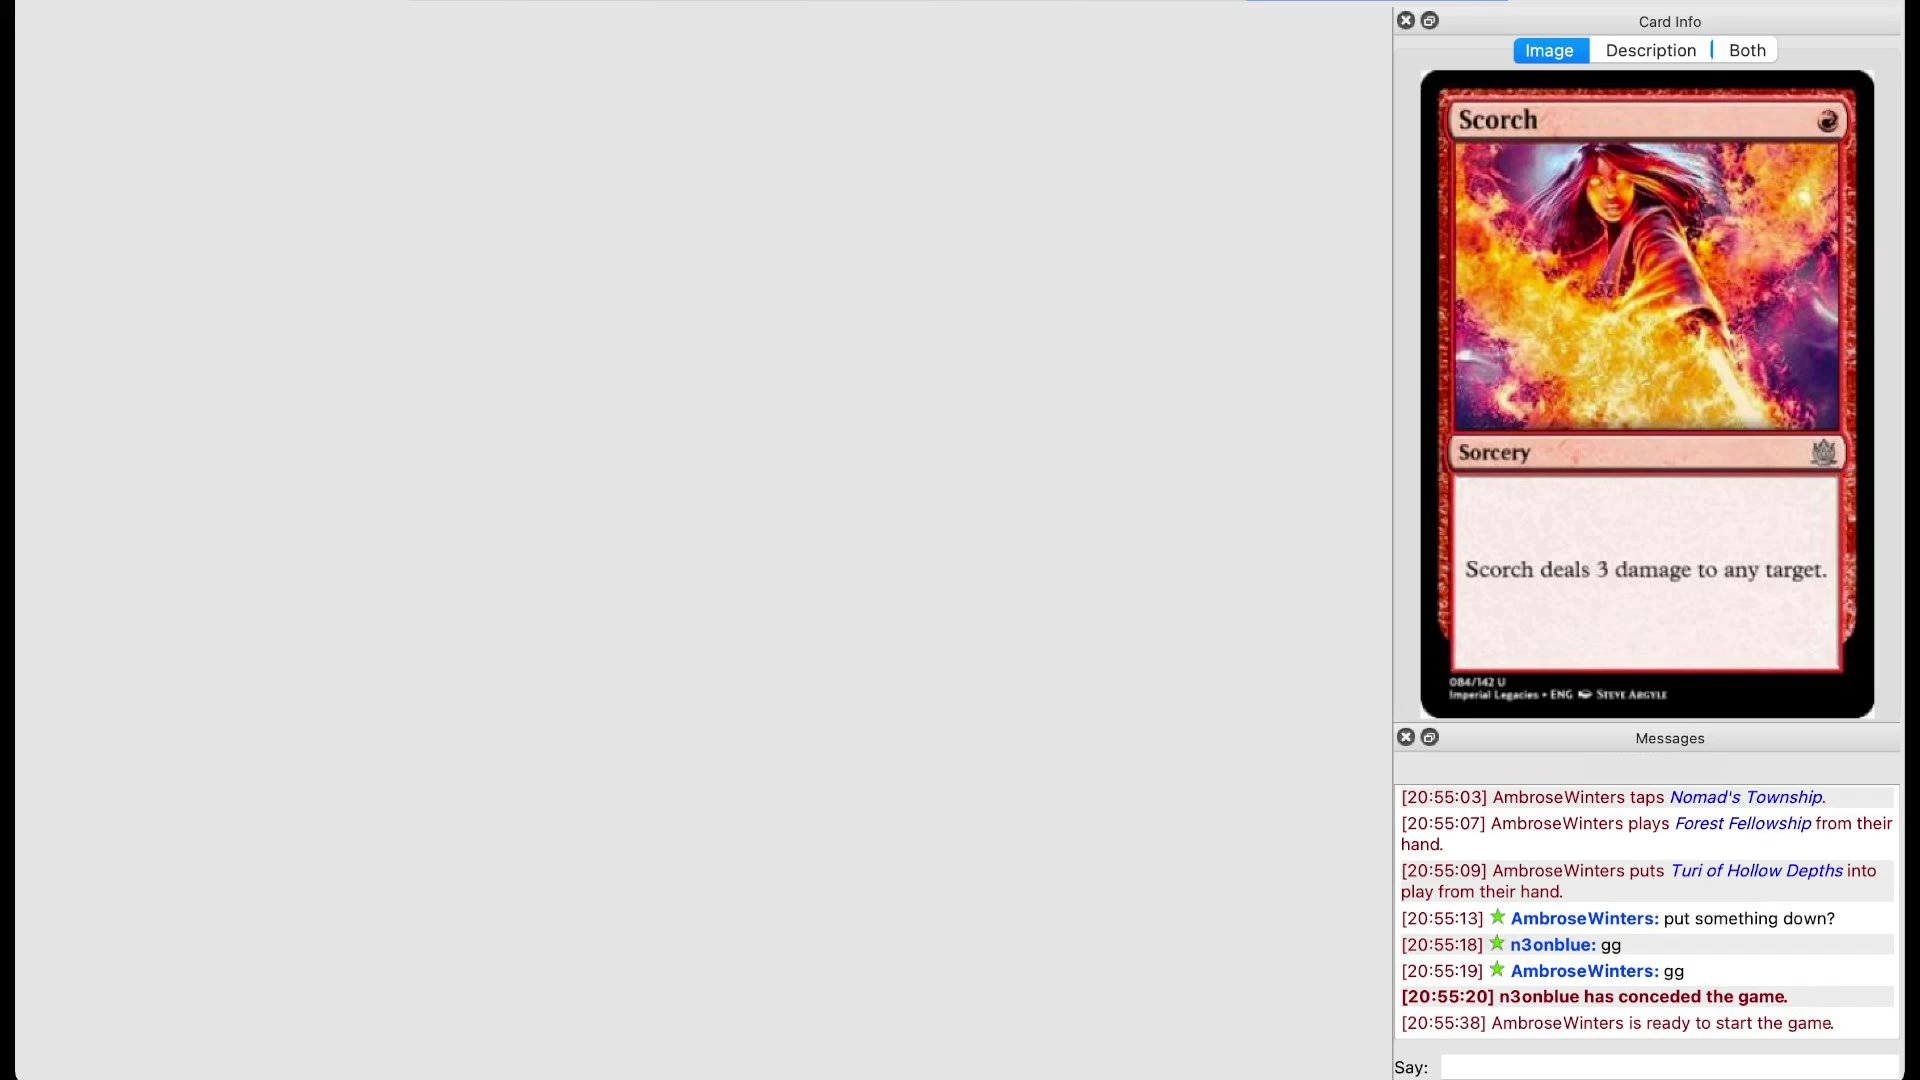 Card Info
Image Description Both
Scorch
Sorcery
Scorch deals 3 damage to any target.
084/142 U
Imperial Legacies • ENG Steve Argyle
Messages
[20:55:03] AmbroseWinters taps Nomad's Township.
[20:55:07] AmbroseWinters plays Forest Fellowship from their
hand.
[20:55:09] AmbroseWinters puts Turi of Hollow Depths into
play from their hand.
[20:55:13] AmbroseWinters: put something down?
[20:55:18] n3onblue: gg
[20:55:19] AmbroseWinters: gg
[20:55:20] n3onblue has conceded the game.
[20:55:38] AmbroseWinters is ready to start the game.
Say: